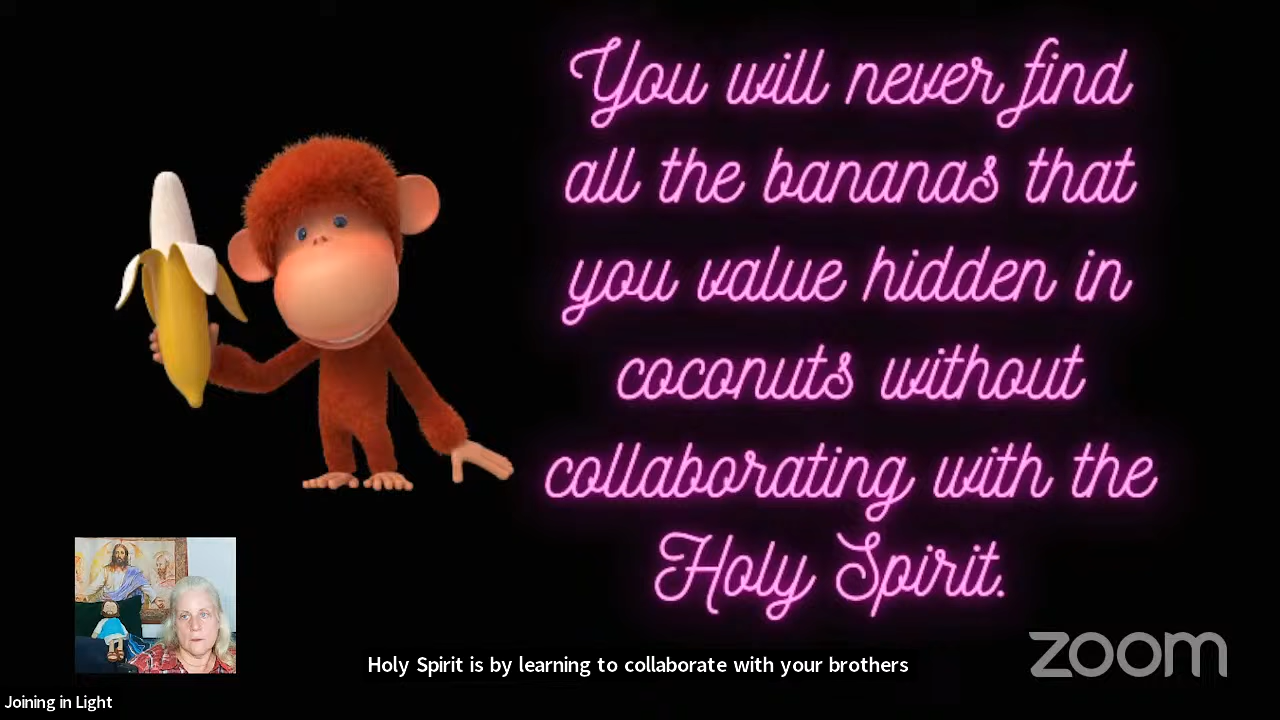 You will never find
all the bananas that
you value hidden in
coconuts without
collaborating with the
Holy Spirit.
Holy Spirit is by learning to collaborate with your brothers
zoom
Joining in Light